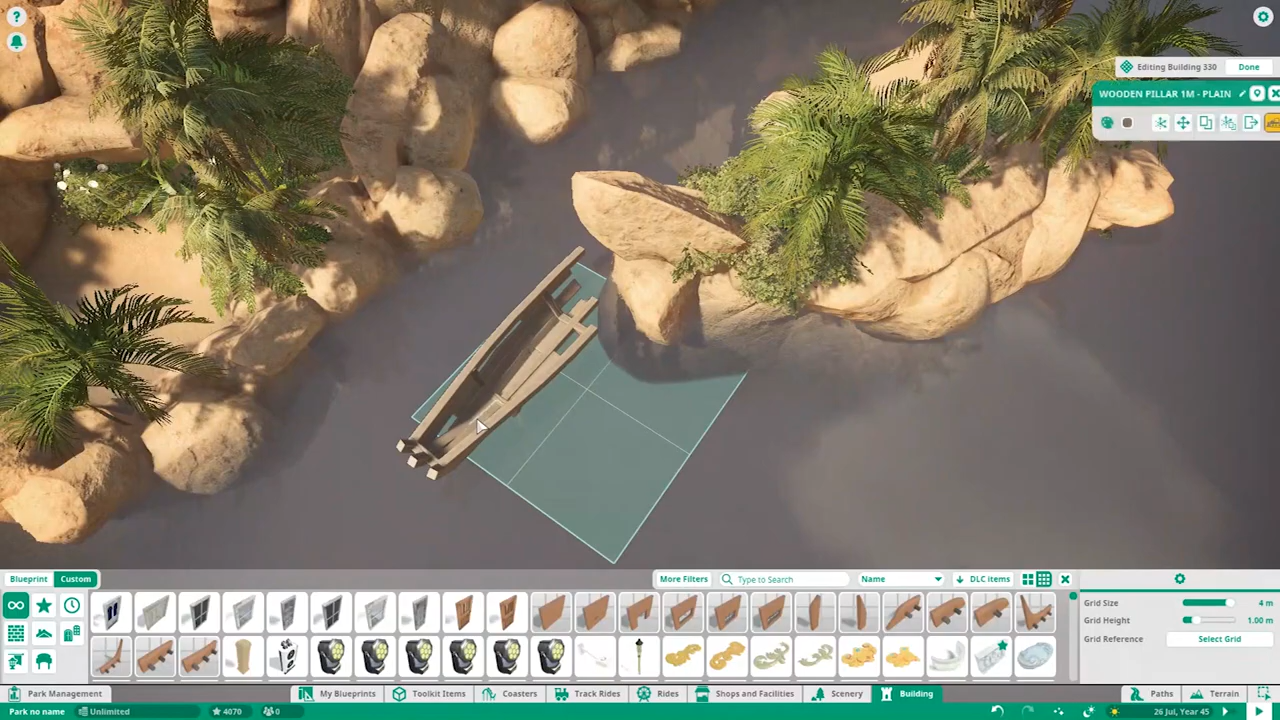 ?
Editing Building 330 Done
WOODEN PILLAR 1M - PLAIN
Blueprint Custom More Filters Type to Search Name DLC items
Grid Size 4 m
Grid Height 1.00 m
Grid Reference Select Grid
Park Management My Blueprints Toolkit Items Coasters Track Rides Rides Shops and Facilities Scenery Building Paths Terrain
Park no name Unlimited 4070 0 26 Jul, Year 45